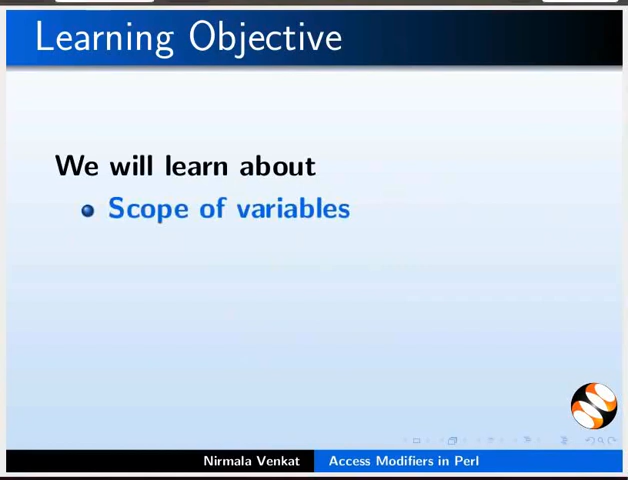 Learning Objective
We will learn about
Scope of variables
Nirmala Venkat
Access Modifiers in Perl